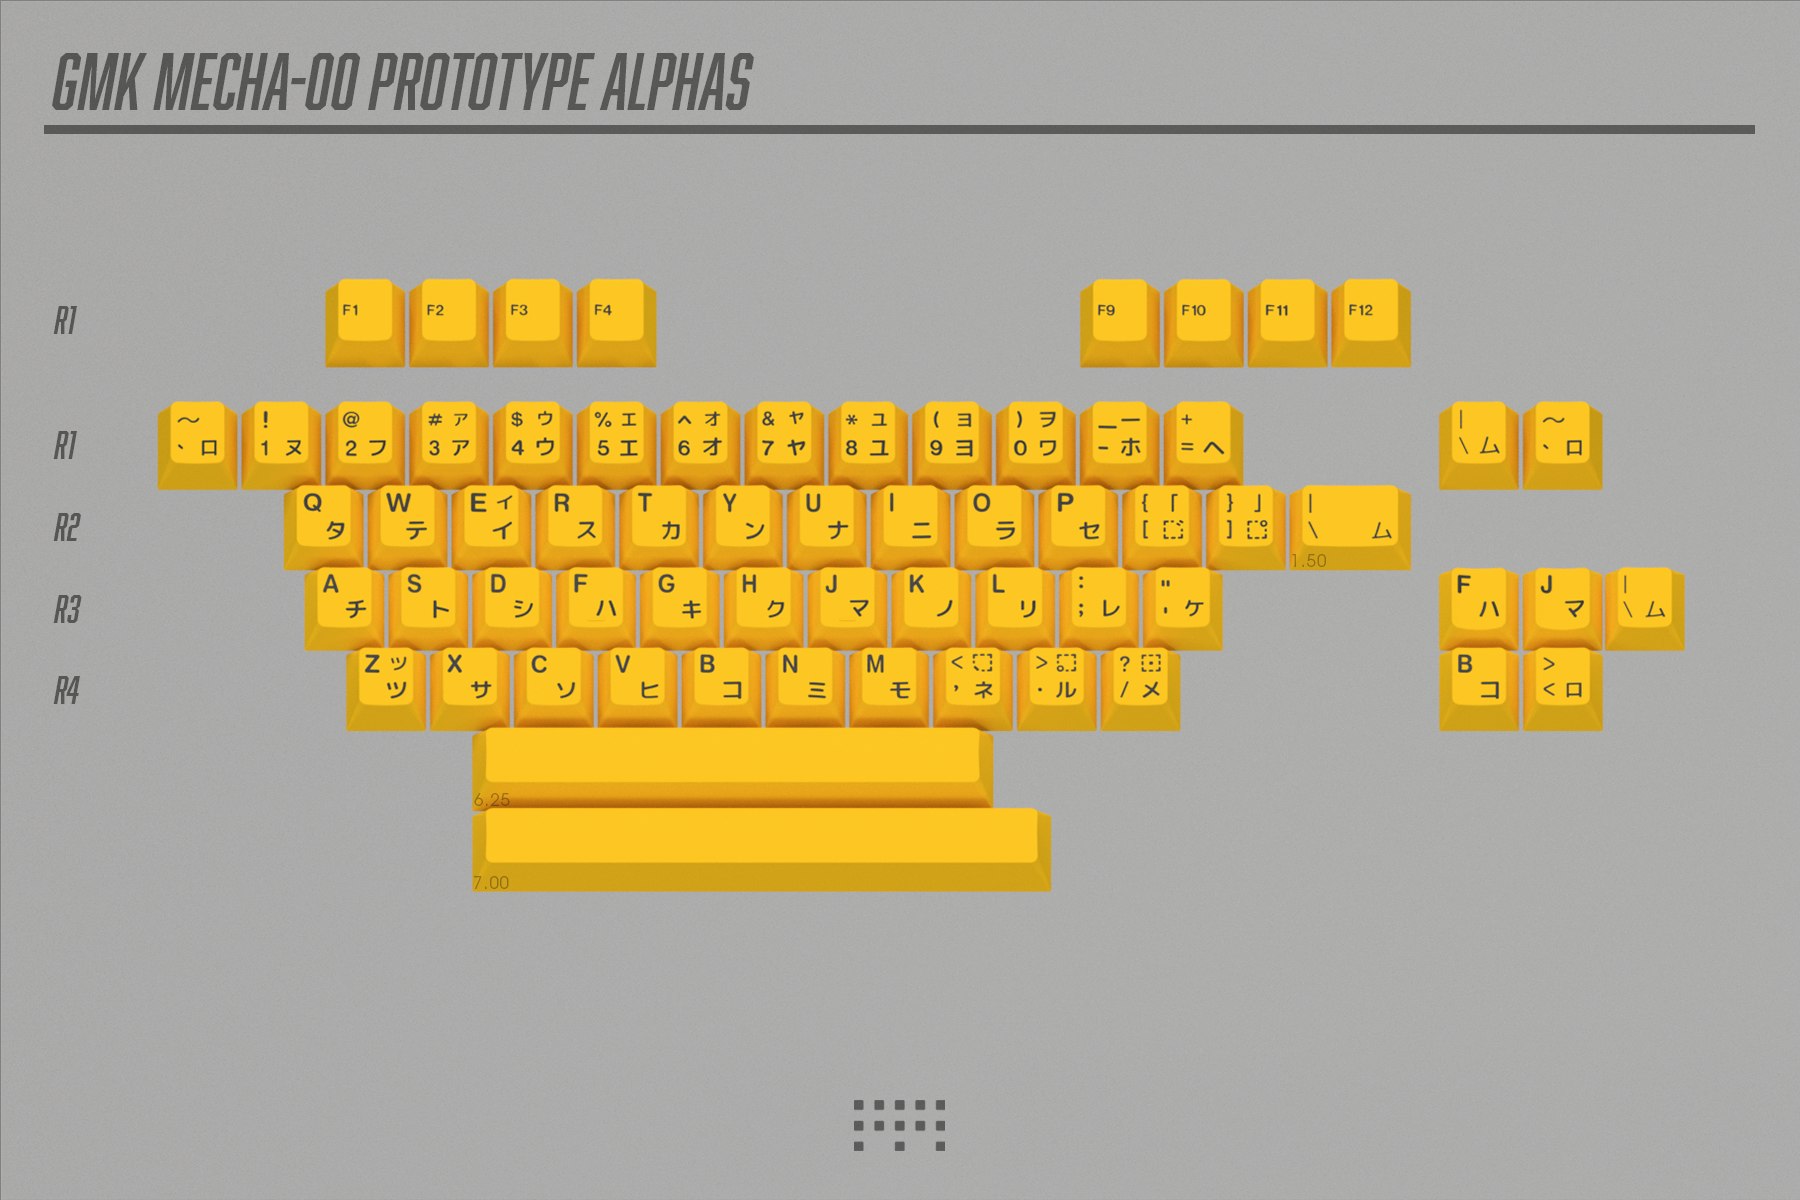 GMK MECHA-00 PROTOTYPE ALPHAS
R1 F1 F2 F3 F4 F9 F10 F11 F12
R1
~ ! @ # ァ $ ゥ % ェ ^ ォ & ャ * ュ ( ョ ) ヲ _ ー + | ~
` ロ 1 ヌ 2 フ 3 ア 4 ウ 5 エ 6 オ 7 ヤ 8 ユ 9 ヨ 0 ワ - ホ = ヘ \ ム ` ロ
R2
Q W E ィ R T Y U I O P { 「 } 」 |
タ テ イ ス カ ン ナ ニ ラ セ [ ゙ ] ゚ \ ム
1.50
R3
A S D F G H J K L : " F J |
チ ト シ ハ キ ク マ ノ リ ; レ ' ケ ハ マ \ ム
R4
Z ッ X C V B N M < > ? B >
ツ サ ソ ヒ コ ミ モ , ネ . ル / メ コ < ロ
6.25
7.00